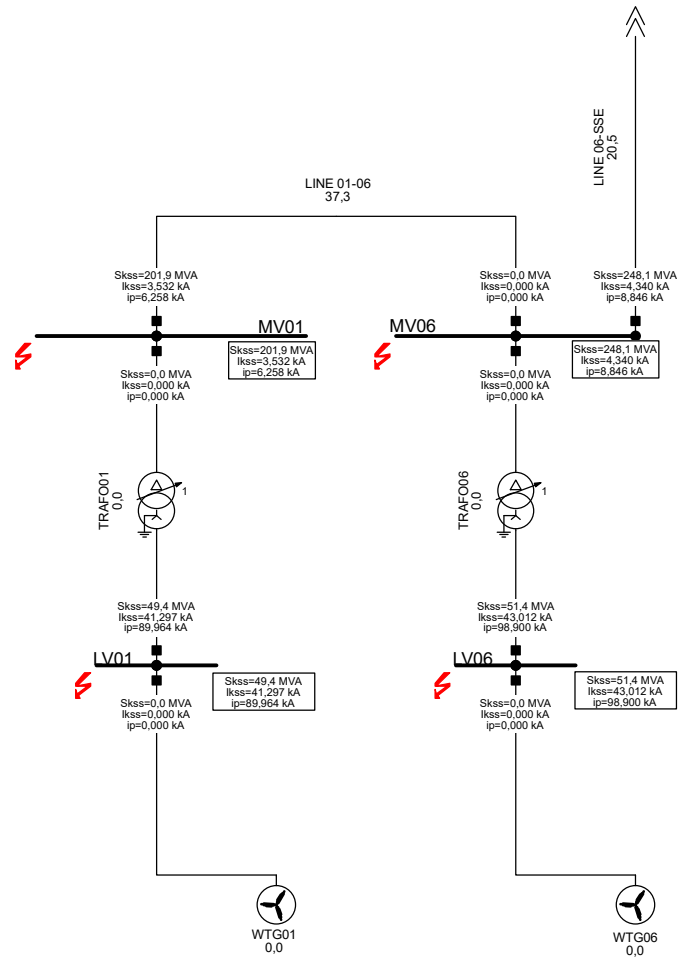 LINE 06-SSE
20,5
LINE 01-06
37,3
Skss=201,9 MVA
Ikss=3,532 kA
ip=6,258 kA
Skss=0,0 MVA
Ikss=0,000 kA
ip=0,000 kA
Skss=248,1 MVA
Ikss=4,340 kA
ip=8,846 kA
MV01
MV06
Skss=201,9 MVA
Ikss=3,532 kA
ip=6,258 kA
Skss=248,1 MVA
Ikss=4,340 kA
ip=8,846 kA
Skss=0,0 MVA
Ikss=0,000 kA
ip=0,000 kA
Skss=0,0 MVA
Ikss=0,000 kA
ip=0,000 kA
TRAFO01
0,0
1
TRAFO06
0,0
1
Skss=49,4 MVA
Ikss=41,297 kA
ip=89,964 kA
Skss=51,4 MVA
Ikss=43,012 kA
ip=98,900 kA
LV01
LV06
Skss=49,4 MVA
Ikss=41,297 kA
ip=89,964 kA
Skss=51,4 MVA
Ikss=43,012 kA
ip=98,900 kA
Skss=0,0 MVA
Ikss=0,000 kA
ip=0,000 kA
Skss=0,0 MVA
Ikss=0,000 kA
ip=0,000 kA
WTG01
0,0
WTG06
0,0